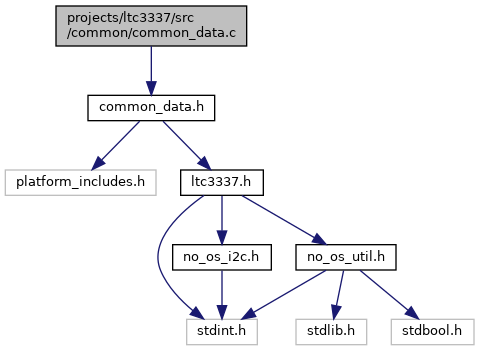 projects/ltc3337/src
/common/common_data.c
common_data.h
platform_includes.h
ltc3337.h
no_os_i2c.h
no_os_util.h
stdint.h
stdlib.h
stdbool.h